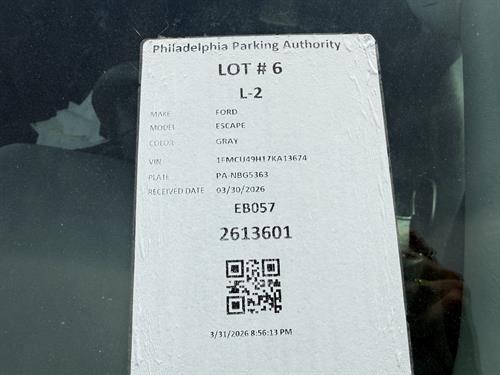 Philadelphia Parking Authority
LOT # 6
L-2
MAKE: FORD
MODEL: ESCAPE
COLOR: GRAY
VIN: 1FMCU49H17KA13674
PLATE: PA-NBG5363
RECEIVED DATE: 03/30/2026
EB057
2613601
3/31/2026 8:56:13 PM